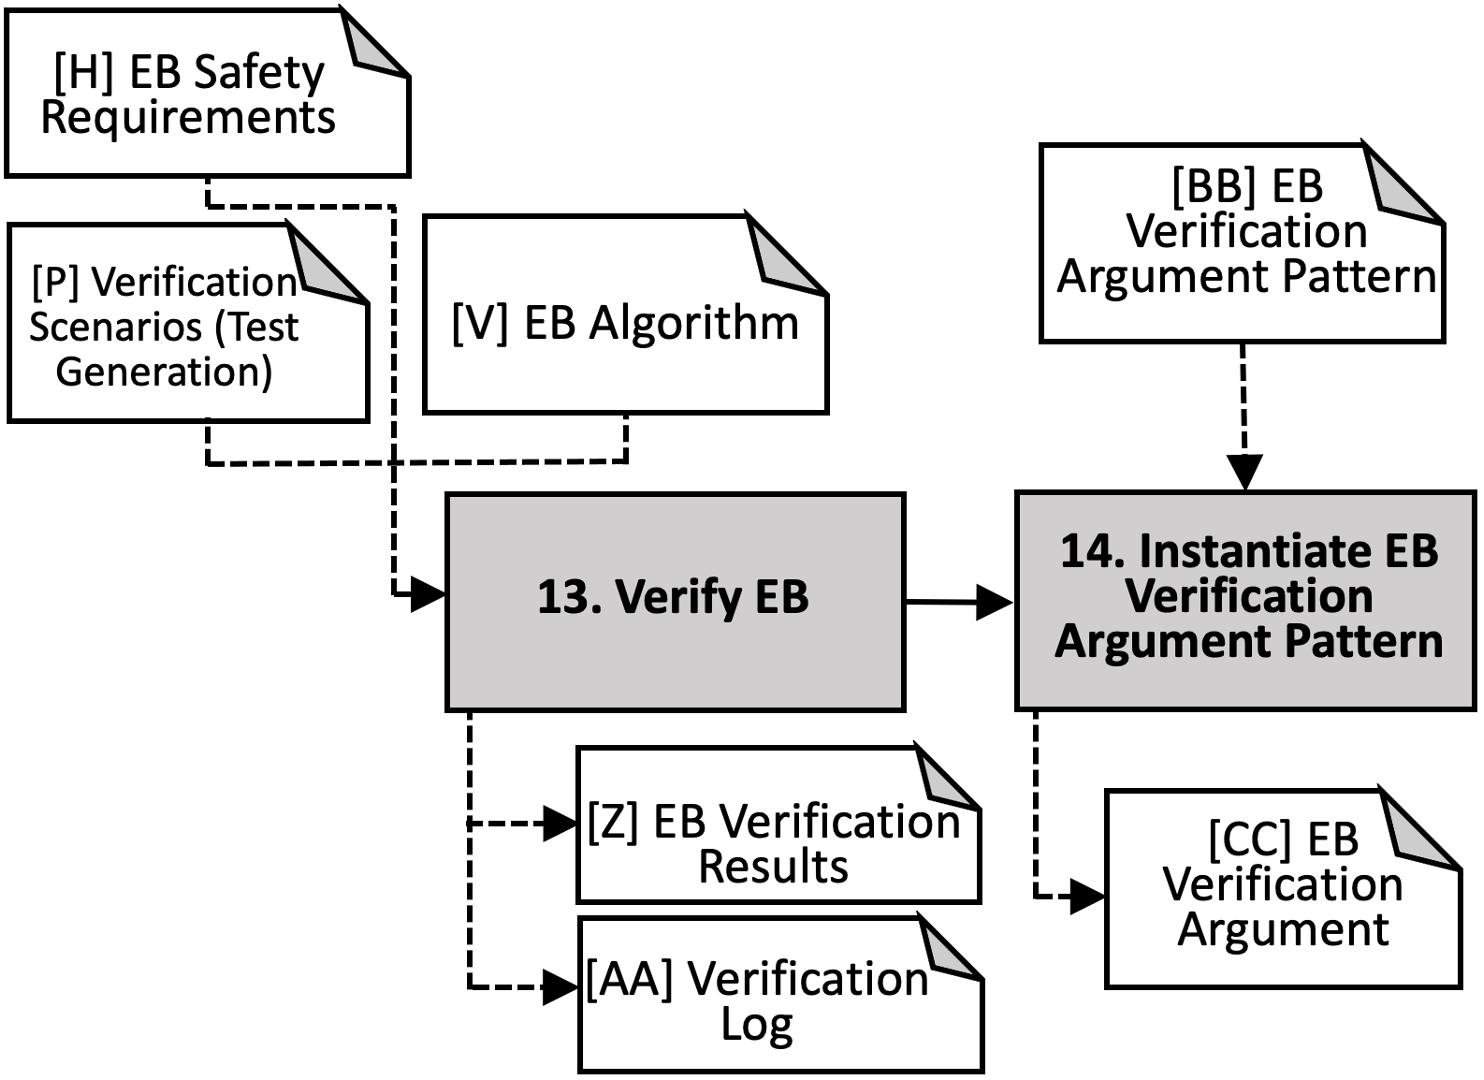 [H] EB Safety
Requirements
[P] Verification
Scenarios (Test
Generation)
[V] EB Algorithm
[BB] EB
Verification
Argument Pattern
13. Verify EB
14. Instantiate EB
Verification
Argument Pattern
[Z] EB Verification
Results
[AA] Verification
Log
[CC] EB
Verification
Argument